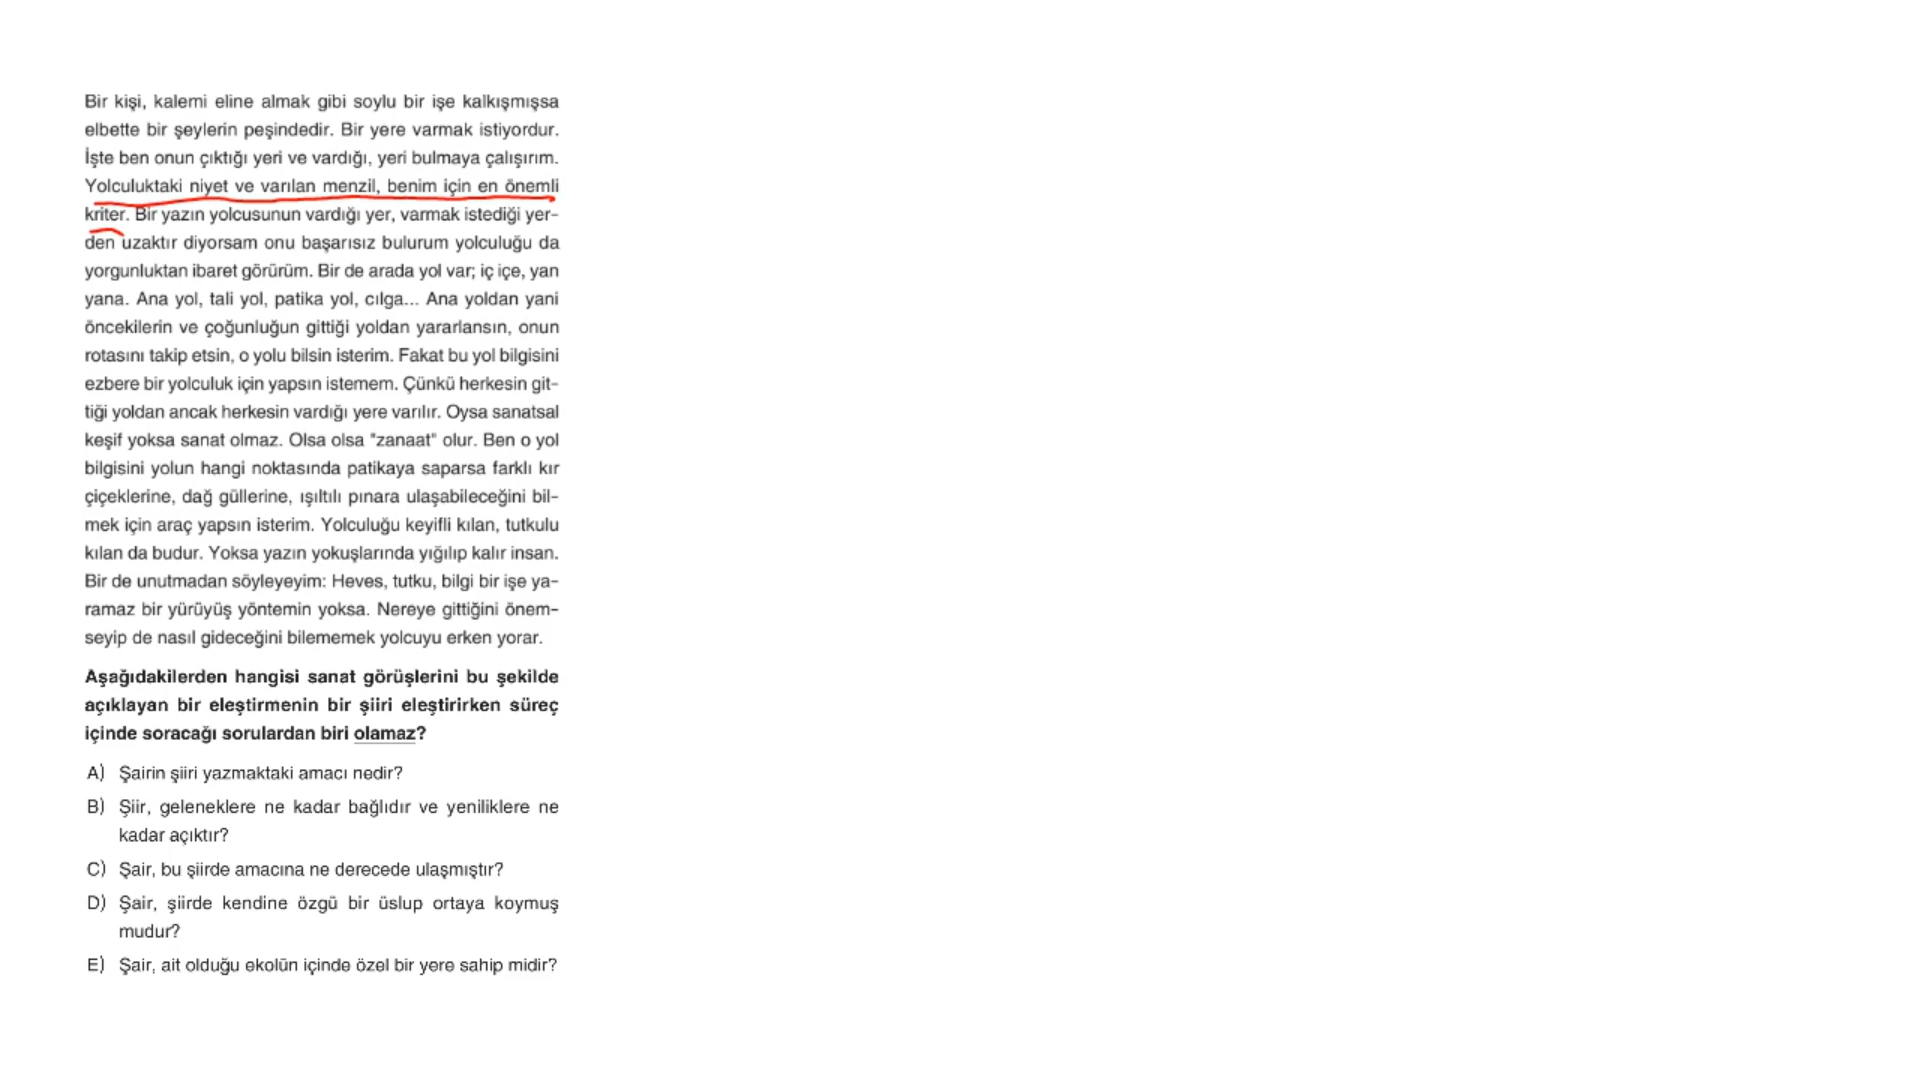 Bir kişi, kalemi eline almak gibi soylu bir işe kalkışmışsa
elbette bir şeylerin peşindedir. Bir yere varmak istiyordur.
İşte ben onun çıktığı yeri ve vardığı, yeri bulmaya çalışırım.
Yolculuktaki niyet ve varılan menzil, benim için en önemli
kriter. Bir yazın yolcusunun vardığı yer, varmak istediği yer-
den uzaktır diyorsam onu başarısız bulurum yolculuğu da
yorgunluktan ibaret görürüm. Bir de arada yol var; iç içe, yan
yana. Ana yol, tali yol, patika yol, cılga... Ana yoldan yani
öncekilerin ve çoğunluğun gittiği yoldan yararlansın, onun
rotasını takip etsin, o yolu bilsin isterim. Fakat bu yol bilgisini
ezbere bir yolculuk için yapsın istemem. Çünkü herkesin git-
tiği yoldan ancak herkesin vardığı yere varılır. Oysa sanatsal
keşif yoksa sanat olmaz. Olsa olsa "zanaat" olur. Ben o yol
bilgisini yolun hangi noktasında patikaya saparsa farklı kır
çiçeklerine, dağ güllerine, ışıltılı pınara ulaşabileceğini bil-
mek için araç yapsın isterim. Yolculuğu keyifli kılan, tutkulu
kılan da budur. Yoksa yazın yokuşlarında yığılıp kalır insan.
Bir de unutmadan söyleyeyim: Heves, tutku, bilgi bir işe ya-
ramaz bir yürüyüş yöntemin yoksa. Nereye gittiğini önem-
seyip de nasıl gideceğini bilememek yolcuyu erken yorar.
Aşağıdakilerden hangisi sanat görüşlerini bu şekilde
açıklayan bir eleştirmenin bir şiiri eleştirirken süreç
içinde soracağı sorulardan biri olamaz?
A) Şairin şiiri yazmaktaki amacı nedir?
B) Şiir, geleneklere ne kadar bağlıdır ve yeniliklere ne
kadar açıktır?
C) Şair, bu şiirde amacına ne derecede ulaşmıştır?
D) Şair, şiirde kendine özgü bir üslup ortaya koymuş
mudur?
E) Şair, ait olduğu ekolün içinde özel bir yere sahip midir?